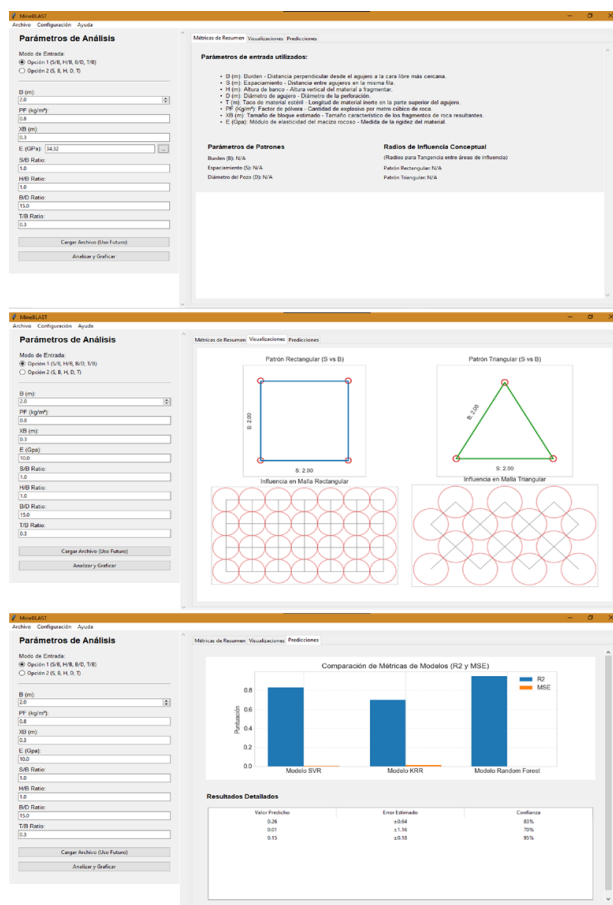 MineBLAST
Archivo Configuración Ayuda
Parámetros de Análisis
Modo de Entrada:
Opción 1 (S/B, H/B, B/D, T/B)
Opción 2 (S, B, H, D, T)
B (m):
2.0
PF (kg/m³):
0.8
XB (m):
0.3
E (GPa): 34.32 ...
S/B Ratio:
1.0
H/B Ratio:
1.0
B/D Ratio:
15.0
T/B Ratio:
0.3
Cargar Archivo (Uso Futuro)
Analizar y Graficar
Métricas de Resumen Visualizaciones Predicciones
Parámetros de entrada utilizados:
• B (m): Burden - Distancia perpendicular desde el agujero a la cara libre más cercana.
• S (m): Espaciamiento - Distancia entre agujeros en la misma fila.
• H (m): Altura de banco - Altura vertical del material a fragmentar.
• D (m): Diámetro de agujero - Diámetro de la perforación.
• T (m): Taco de material estéril - Longitud de material inerte en la parte superior del agujero.
• PF (Kg/m³): Factor de pólvora - Cantidad de explosivo por metro cúbico de roca.
• XB (m): Tamaño de bloque estimado - Tamaño característico de los fragmentos de roca resultantes.
• E (Gpa): Módulo de elasticidad del macizo rocoso - Medida de la rigidez del material.
Parámetros de Patrones
Burden (B): N/A
Espaciamiento (S): N/A
Diámetro del Pozo (D): N/A
Radios de Influencia Conceptual
(Radios para Tangencia entre áreas de influencia)
Patrón Rectangular: N/A
Patrón Triangular: N/A
MineBLAST
Archivo Configuración Ayuda
Parámetros de Análisis
Modo de Entrada:
Opción 1 (S/B, H/B, B/D, T/B)
Opción 2 (S, B, H, D, T)
B (m):
2.0
PF (kg/m³):
0.8
XB (m):
0.3
E (Gpa):
10.0
S/B Ratio:
1.0
H/B Ratio:
1.0
B/D Ratio:
15.0
T/B Ratio:
0.3
Cargar Archivo (Uso Futuro)
Analizar y Graficar
Métricas de Resumen Visualizaciones Predicciones
Patrón Rectangular (S vs B)
B: 2.00
S: 2.00
Influencia en Malla Rectangular
Patrón Triangular (S vs B)
B: 2.00
S: 2.00
Influencia en Malla Triangular
MineBLAST
Archivo Configuración Ayuda
Parámetros de Análisis
Modo de Entrada:
Opción 1 (S/B, H/B, B/D, T/B)
Opción 2 (S, B, H, D, T)
B (m):
2.0
PF (kg/m³):
0.8
XB (m):
0.3
E (Gpa):
10.0
S/B Ratio:
1.0
H/B Ratio:
1.0
B/D Ratio:
15.0
T/B Ratio:
0.3
Cargar Archivo (Uso Futuro)
Analizar y Graficar
Métricas de Resumen Visualizaciones Predicciones
Comparación de Métricas de Modelos (R2 y MSE)
R2
MSE
Puntuación
0.8
0.6
0.4
0.2
0.0
Modelo SVR Modelo KRR Modelo Random Forest
Resultados Detallados
Valor Predicho Error Estimado Confianza
0.26 ±0.64 83%
0.01 ±1.16 70%
0.15 ±0.18 95%